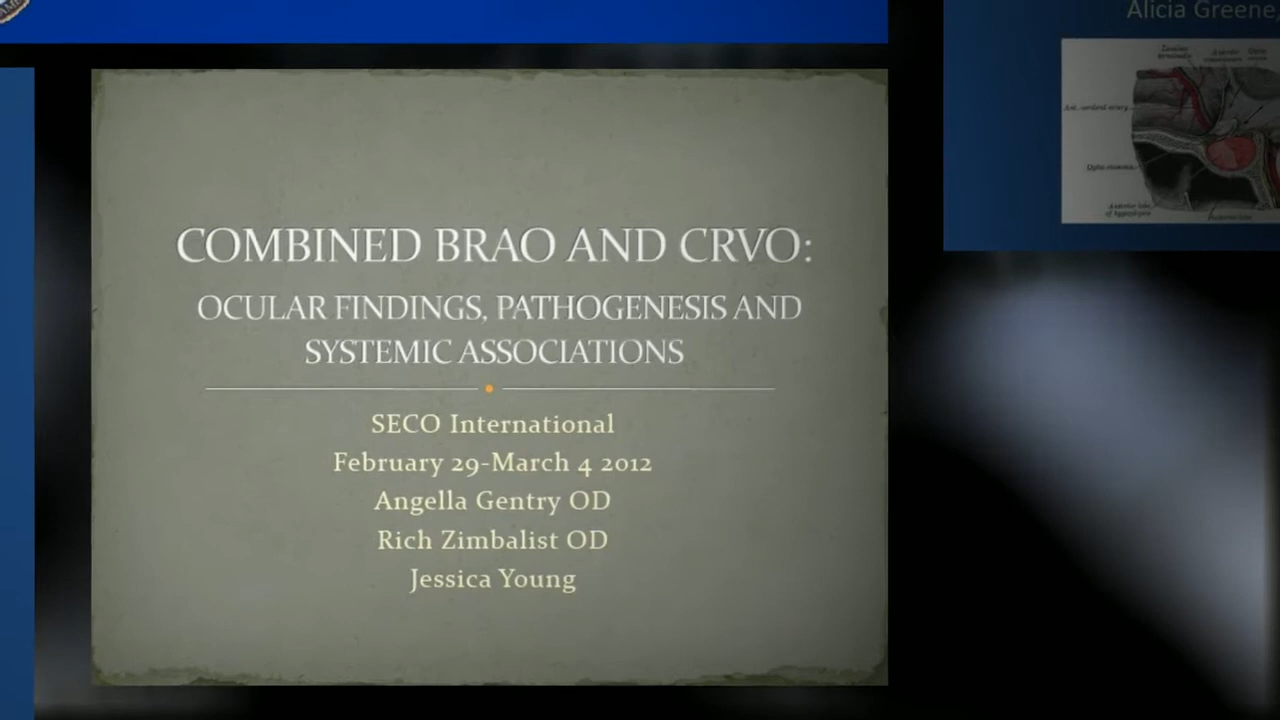 Alicia Greene,
COMBINED BRAO AND CRVO:
OCULAR FINDINGS, PATHOGENESIS AND
SYSTEMIC ASSOCIATIONS
SECO International
February 29-March 4 2012
Angella Gentry OD
Rich Zimbalist OD
Jessica Young